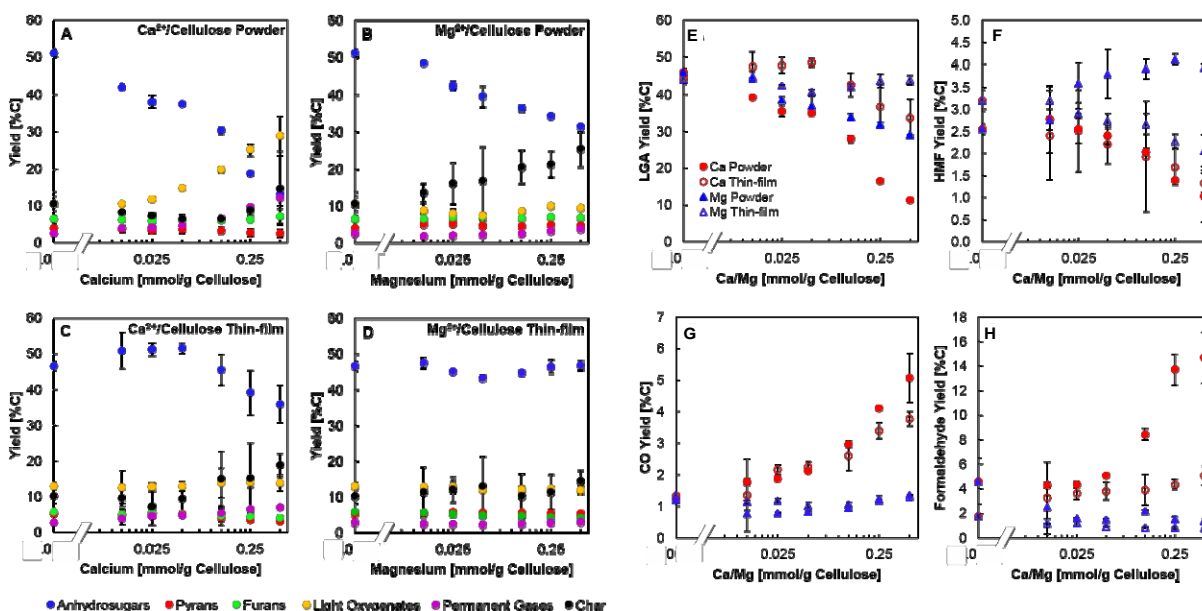 A
Ca²⁺/Cellulose Powder
60
50
40
30
20
10
0
Yield [%C]
.0
0.025
0.25
Calcium [mmol/g Cellulose]
B
Mg²⁺/Cellulose Powder
60
50
40
30
20
10
0
Yield [%C]
.0
0.025
0.25
Magnesium [mmol/g Cellulose]
C
Ca²⁺/Cellulose Thin-film
60
50
40
30
20
10
0
Yield [%C]
.0
0.025
0.25
Calcium [mmol/g Cellulose]
D
Mg²⁺/Cellulose Thin-film
60
50
40
30
20
10
0
Yield [%C]
.0
0.025
0.25
Magnesium [mmol/g Cellulose]
Anhydrosugars Pyrans Furans Light Oxygenates Permanent Gases Char
E
60
50
40
30
20
10
0
LGA Yield [%C]
Ca Powder
Ca Thin-film
Mg Powder
Mg Thin-film
.0
0.025
0.25
Ca/Mg [mmol/g Cellulose]
F
5.0
4.5
4.0
3.5
3.0
2.5
2.0
1.5
1.0
0.5
0.0
HMF Yield [%C]
.0
0.025
0.25
Ca/Mg [mmol/g Cellulose]
G
7
6
5
4
3
2
1
0
CO Yield [%C]
.0
0.025
0.25
Ca/Mg [mmol/g Cellulose]
H
18
16
14
12
10
8
6
4
2
0
Formaldehyde Yield [%C]
.0
0.025
0.25
Ca/Mg [mmol/g Cellulose]